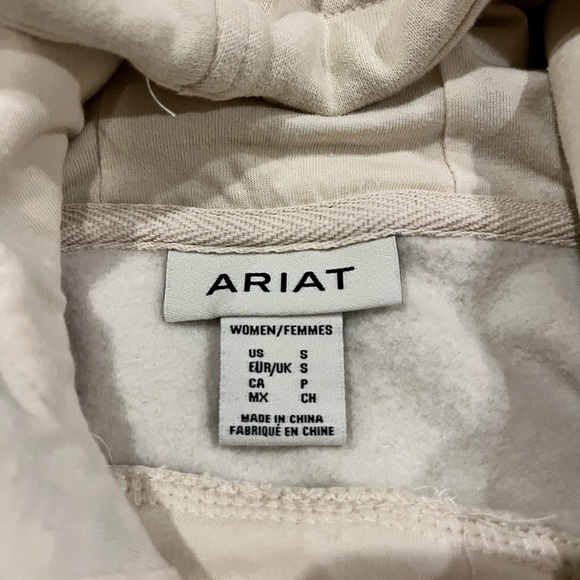 ARIAT
WOMEN/FEMMES
US S
EUR/UK S
CA P
MX CH
MADE IN CHINA
FABRIQUÉ EN CHINE